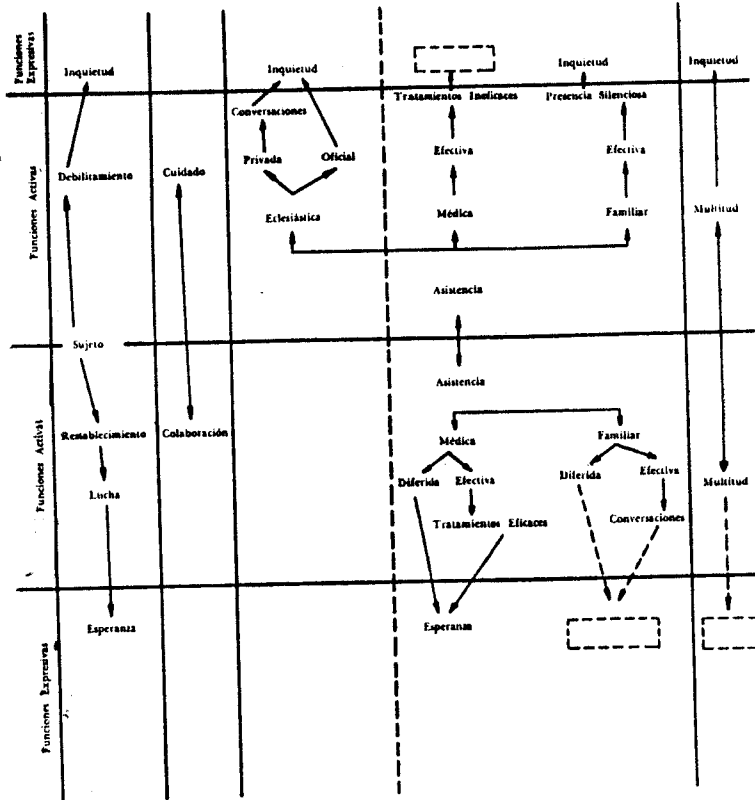 Funciones
Expresivas
Inquietud
Inquietud
Inquietud
Inquietud
Tratamientos Ineficaces
Presencia Silenciosa
Conversaciones
Privada
Oficial
Efectiva
Efectiva
Funciones Activas
Debilitamiento
Cuidado
Eclesiástica
Médica
Familiar
Multitud
Asistencia
Sujeto
Asistencia
Funciones Activas
Restablecimiento
Colaboración
Médica
Familiar
Lucha
Diferida
Efectiva
Diferida
Efectiva
Multitud
Tratamientos Eficaces
Conversaciones
Funciones Expresivas
Esperanza
Esperanza